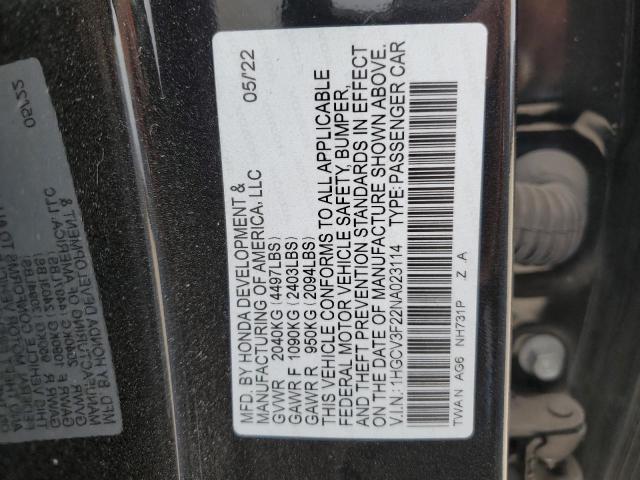 MFD. BY HONDA DEVELOPMENT & 05/22
MANUFACTURING OF AMERICA, LLC
GVWR 2040KG (4497LBS)
GAWR F 1090KG (2403LBS)
GAWR R 950KG (2094LBS)
THIS VEHICLE CONFORMS TO ALL APPLICABLE
FEDERAL MOTOR VEHICLE SAFETY, BUMPER,
AND THEFT PREVENTION STANDARDS IN EFFECT
ON THE DATE OF MANUFACTURE SHOWN ABOVE.
V.I.N.: 1HGCV3F22NA023114 TYPE: PASSENGER CAR
TWAN AG6 NH731P Z A